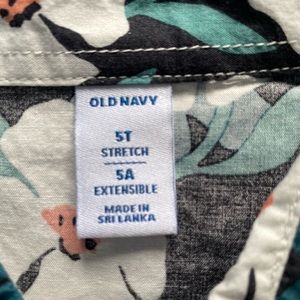 OLD NAVY
5T
STRETCH
5A
EXTENSIBLE
MADE IN
SRI LANKA